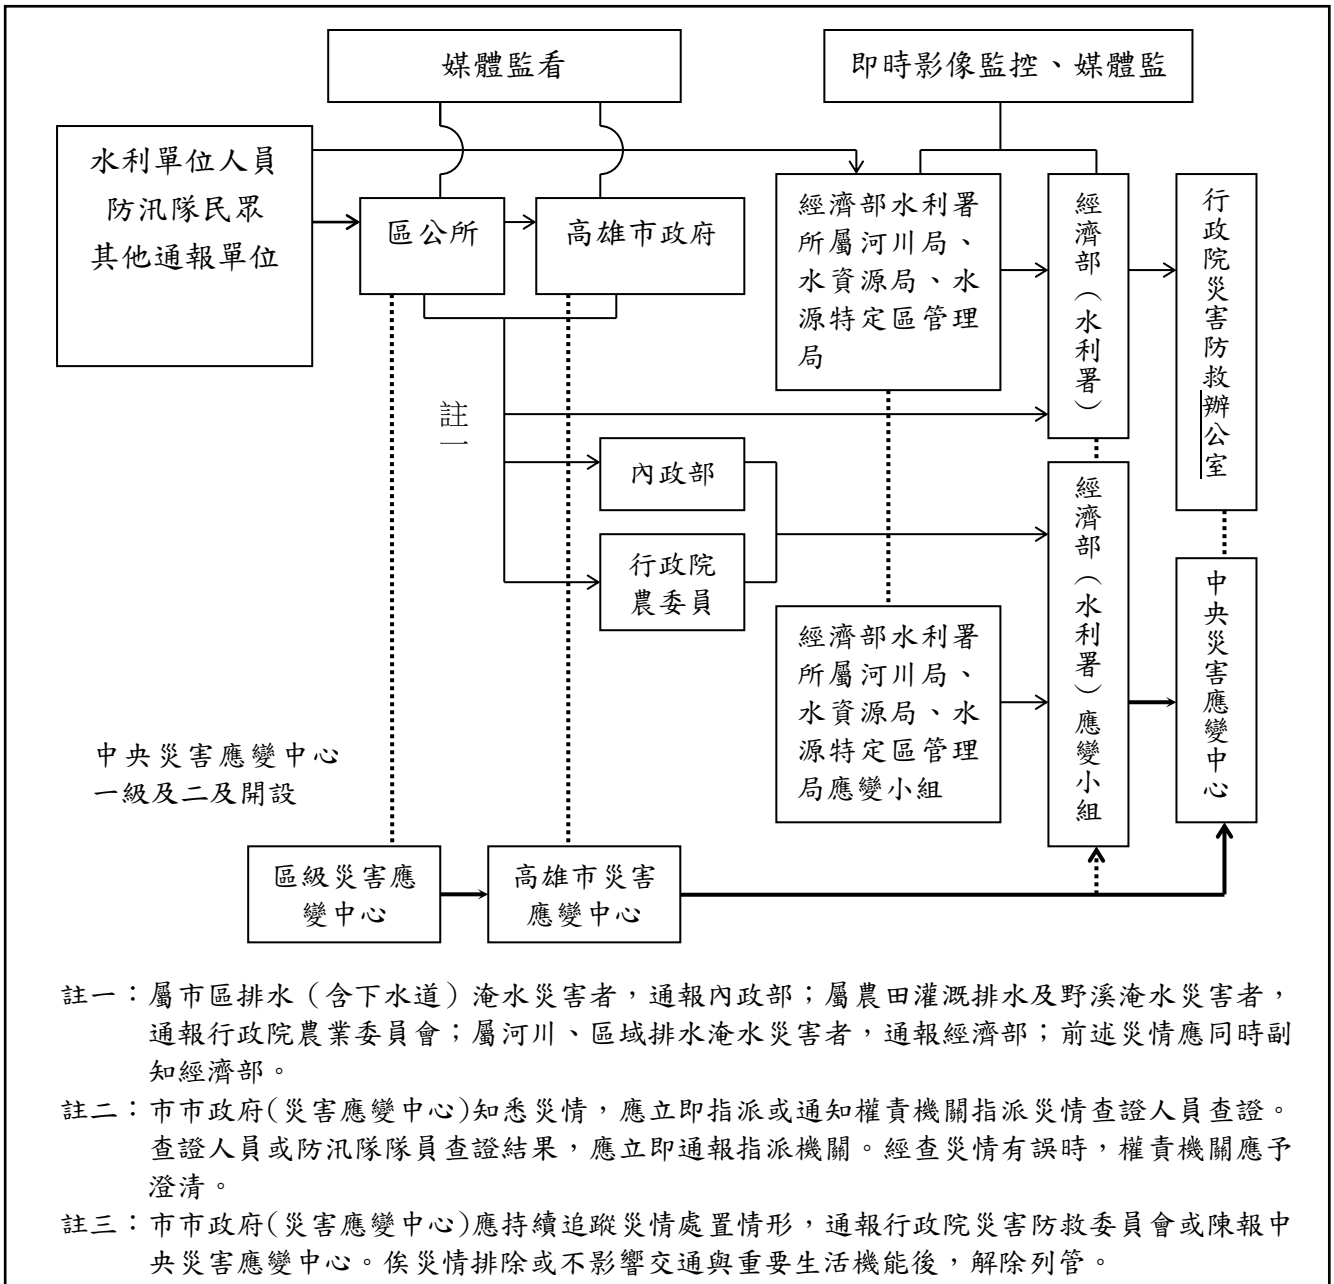 媒體監看
即時影像監控、媒體監
水利單位人員
防汛隊民眾
其他通報單位
區公所
高雄市政府
經濟部水利署
所屬河川局、
水資源局、水
源特定區管理
局
經濟部（水利署）
行政院災害防救辦公室
註一
內政部
行政院
農委員
經濟部水利署
所屬河川局、
水資源局、水
源特定區管理
局應變小組
經濟部（水利署）應變小組
中央災害應變中心
中央災害應變中心
一級及二及開設
區級災害應
變中心
高雄市災害
應變中心
註一：屬市區排水（含下水道）淹水災害者，通報內政部；屬農田灌溉排水及野溪淹水災害者，
通報行政院農業委員會；屬河川、區域排水淹水災害者，通報經濟部；前述災情應同時副
知經濟部。
註二：市市政府(災害應變中心)知悉災情，應立即指派或通知權責機關指派災情查證人員查證。
查證人員或防汛隊隊員查證結果，應立即通報指派機關。經查災情有誤時，權責機關應予
澄清。
註三：市市政府(災害應變中心)應持續追蹤災情處置情形，通報行政院災害防救委員會或陳報中
央災害應變中心。俟災情排除或不影響交通與重要生活機能後，解除列管。